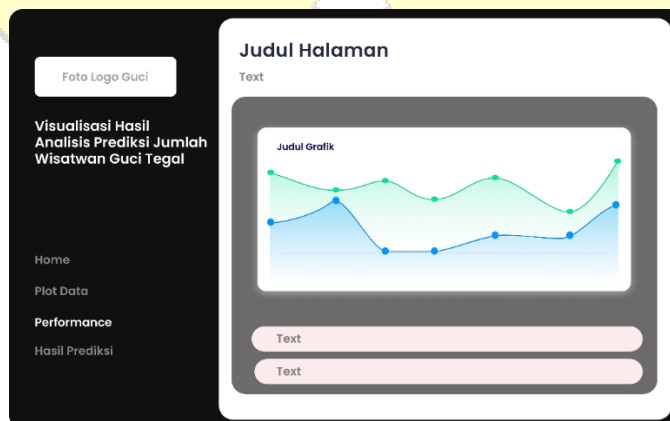 Foto Logo Guci
Visualisasi Hasil
Analisis Prediksi Jumlah
Wisatwan Guci Tegal
Home
Plot Data
Performance
Hasil Prediksi
Judul Halaman
Text
Judul Grafik
Text
Text